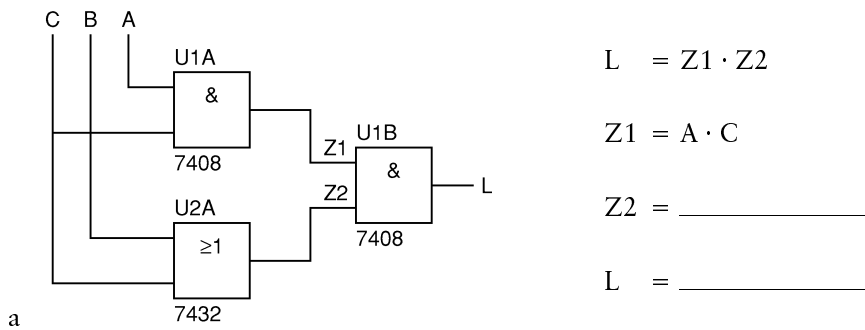 C B A
U1A
&
7408
Z1
U1B
&
Z2
7408
L
U2A
≥1
7432
a
L = Z1 · Z2
Z1 = A · C
Z2 =
L =